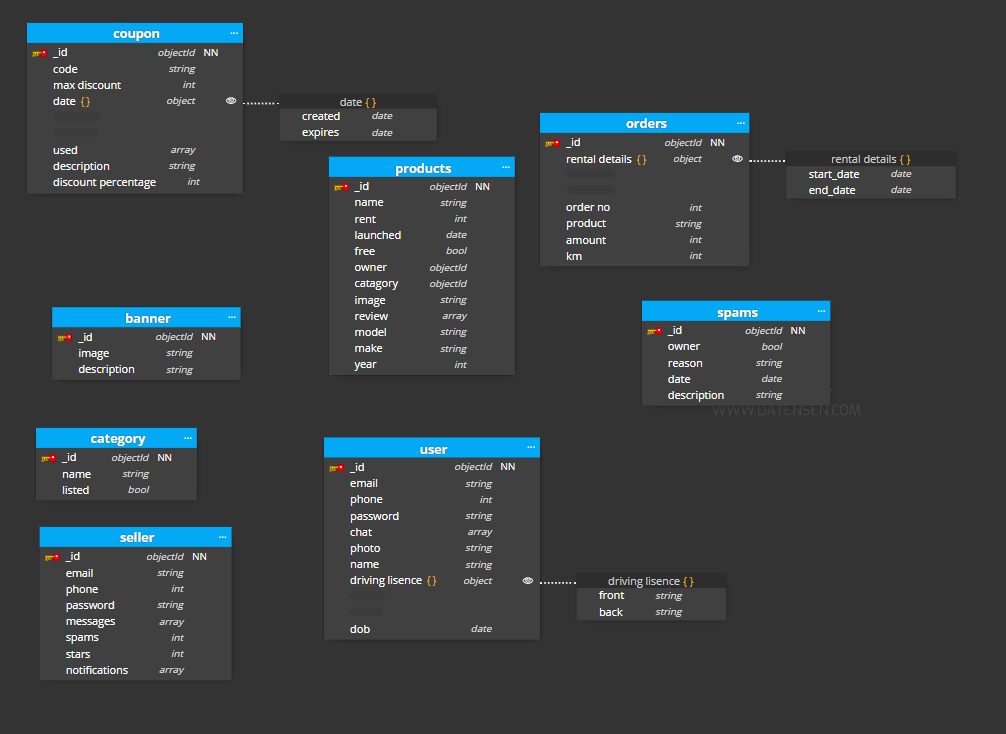 coupon ...
_id objectId NN
code string
max discount int
date { } object
used array
description string
discount percentage int
date { }
created date
expires date
products ...
_id objectId NN
name string
rent int
launched date
free bool
owner objectId
catagory objectId
image string
review array
model string
make string
year int
orders ...
_id objectId NN
rental details { } object
order no int
product string
amount int
km int
rental details { }
start_date date
end_date date
banner ...
_id objectId NN
image string
description string
spams ...
_id objectId NN
owner bool
reason string
date date
description string
WWW.DATENSEN.COM
category ...
_id objectId NN
name string
listed bool
user ...
_id objectId NN
email string
phone int
password string
chat array
photo string
name string
driving lisence { } object
dob date
driving lisence { }
front string
back string
seller ...
_id objectId NN
email string
phone int
password string
messages array
spams int
stars int
notifications array